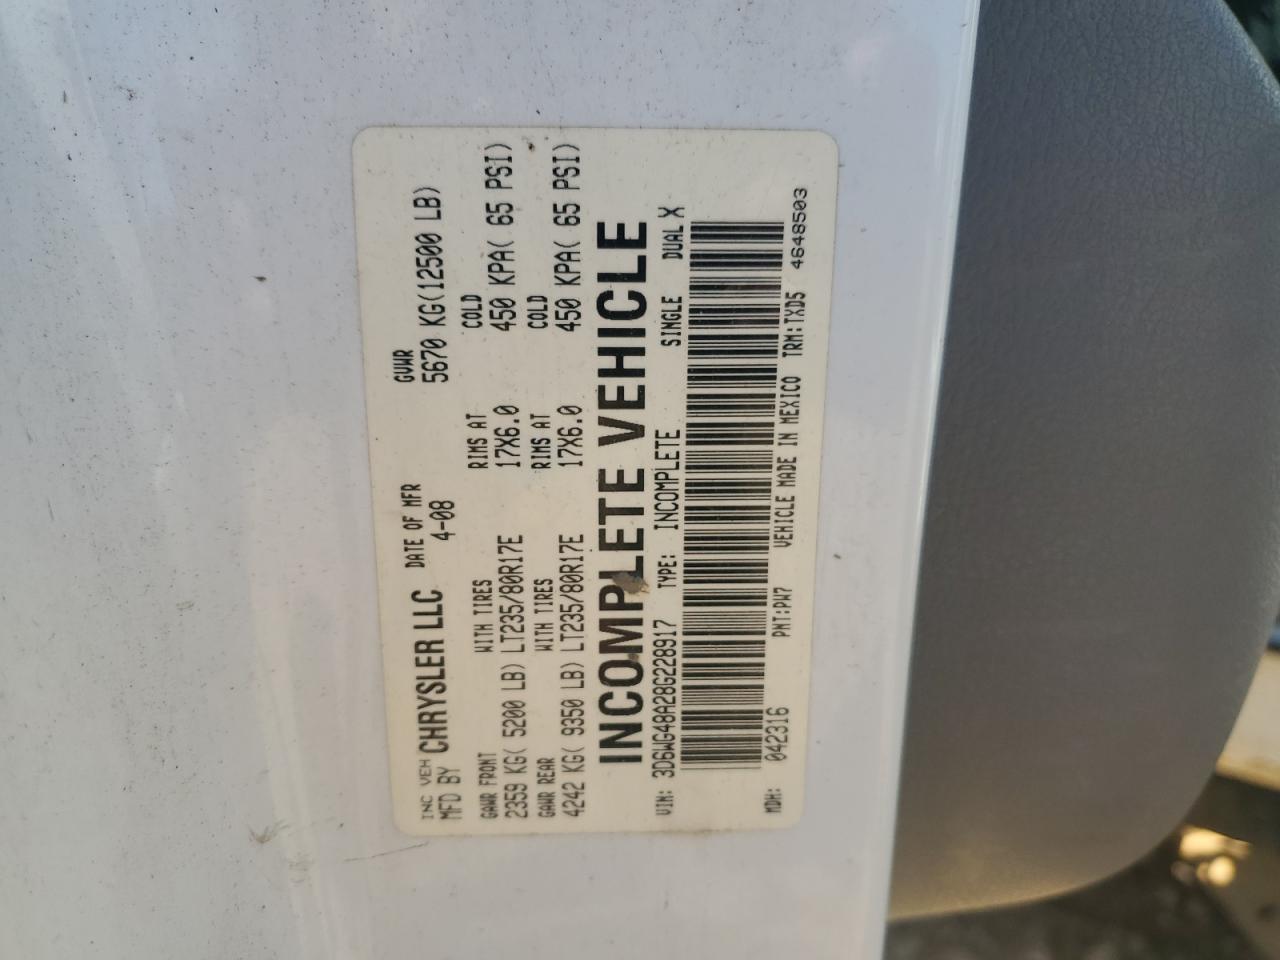 INC VEH
MFD BY CHRYSLER LLC DATE OF MFR 4-08 GVWR 5670 KG(12500 LB)
GAWR FRONT WITH TIRES RIMS AT COLD
2359 KG( 5200 LB) LT235/80R17E 17X6.0 450 KPA( 65 PSI)
GAWR REAR WITH TIRES RIMS AT COLD
4242 KG( 9350 LB) LT235/80R17E 17X6.0 450 KPA( 65 PSI)
INCOMPLETE VEHICLE
VIN: 3D6WG48A28G228917 TYPE: INCOMPLETE SINGLE DUAL X
MDH: 042316 PNT:PW7 VEHICLE MADE IN MEXICO TRM:TXD5 4648503